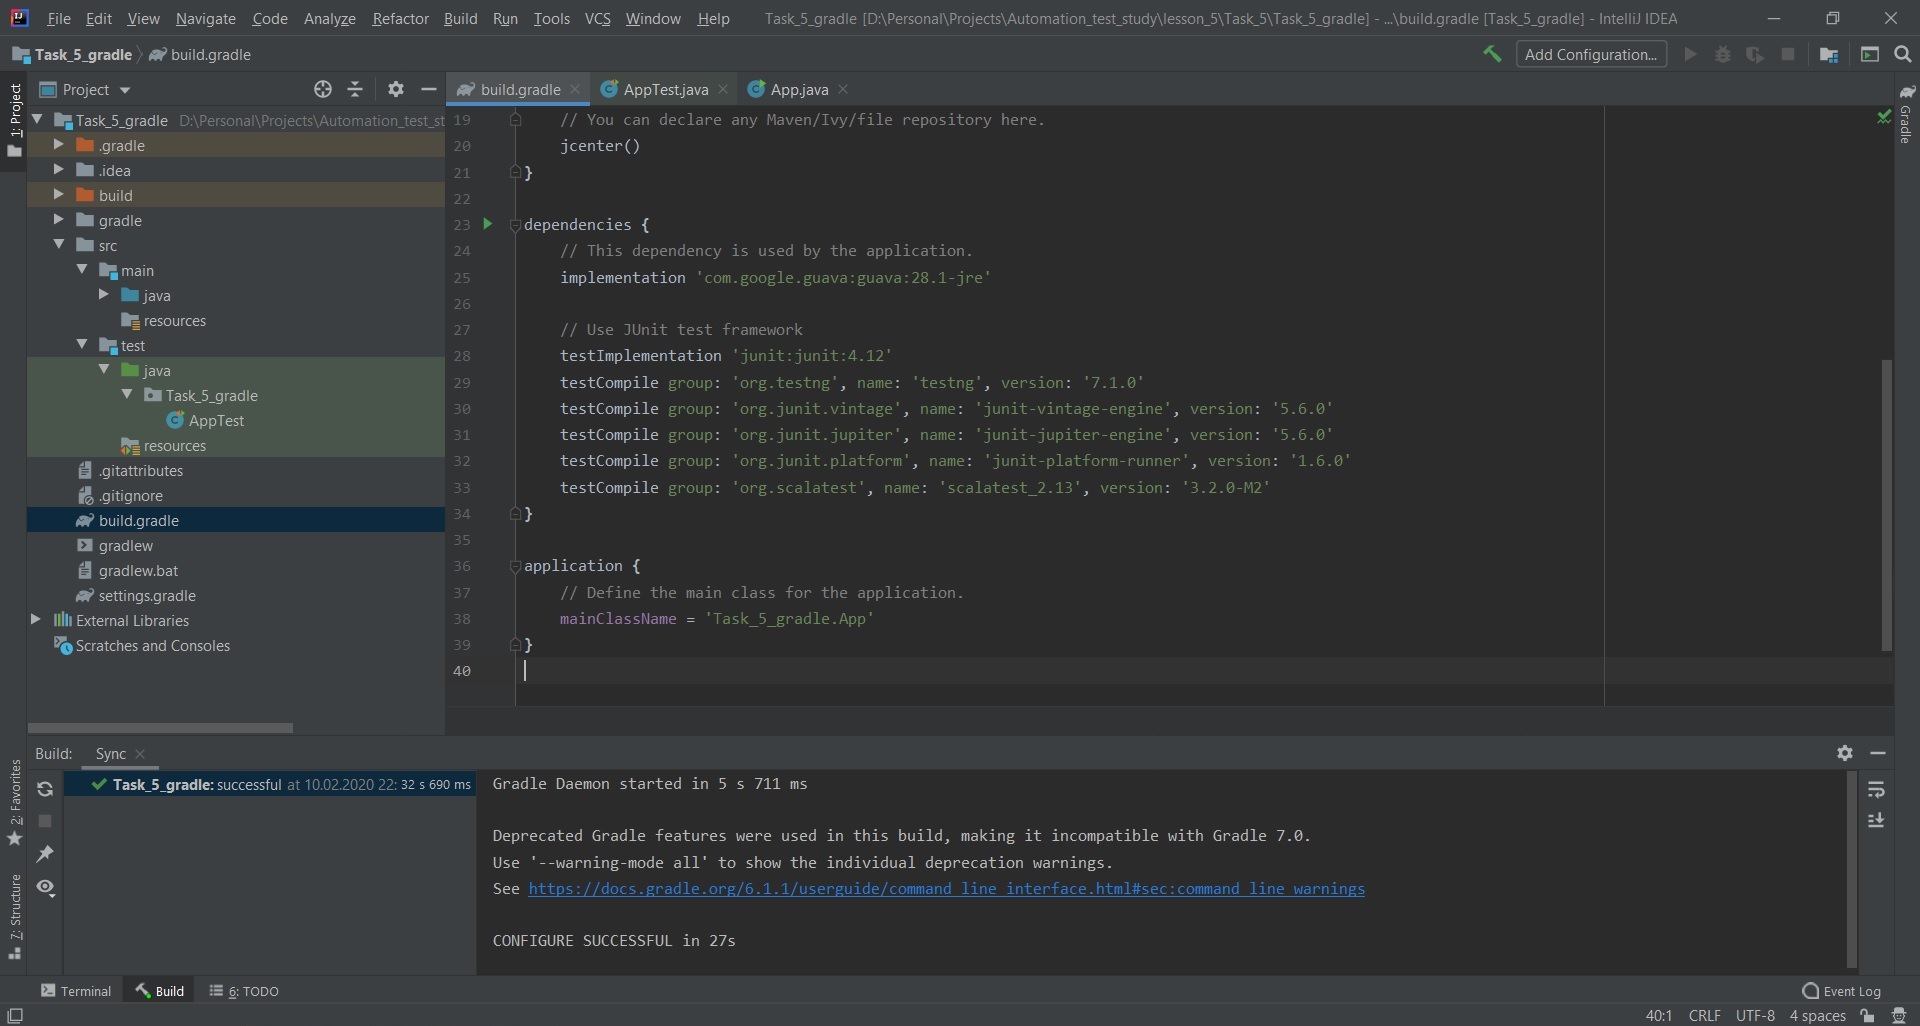 File Edit View Navigate Code Analyze Refactor Build Run Tools VCS Window Help Task_5_gradle [D:\Personal\Projects\Automation_test_study\lesson_5\Task_5\Task_5_gradle] - ...\build.gradle [Task_5_gradle] - IntelliJ IDEA
Task_5_gradle build.gradle Add Configuration...
1: Project
Project
Task_5_gradle D:\Personal\Projects\Automation_test_st
.gradle
.idea
build
gradle
src
main
java
resources
test
java
Task_5_gradle
AppTest
resources
.gitattributes
.gitignore
build.gradle
gradlew
gradlew.bat
settings.gradle
External Libraries
Scratches and Consoles
build.gradle AppTest.java App.java
19 // You can declare any Maven/Ivy/file repository here.
20 jcenter()
21 }
22
23 dependencies {
24 // This dependency is used by the application.
25 implementation 'com.google.guava:guava:28.1-jre'
26
27 // Use JUnit test framework
28 testImplementation 'junit:junit:4.12'
29 testCompile group: 'org.testng', name: 'testng', version: '7.1.0'
30 testCompile group: 'org.junit.vintage', name: 'junit-vintage-engine', version: '5.6.0'
31 testCompile group: 'org.junit.jupiter', name: 'junit-jupiter-engine', version: '5.6.0'
32 testCompile group: 'org.junit.platform', name: 'junit-platform-runner', version: '1.6.0'
33 testCompile group: 'org.scalatest', name: 'scalatest_2.13', version: '3.2.0-M2'
34 }
35
36 application {
37 // Define the main class for the application.
38 mainClassName = 'Task_5_gradle.App'
39 }
40
Gradle
Build: Sync
Task_5_gradle: successful at 10.02.2020 22: 32 s 690 ms
Gradle Daemon started in 5 s 711 ms
Deprecated Gradle features were used in this build, making it incompatible with Gradle 7.0.
Use '--warning-mode all' to show the individual deprecation warnings.
See https://docs.gradle.org/6.1.1/userguide/command_line_interface.html#sec:command_line_warnings
CONFIGURE SUCCESSFUL in 27s
2: Favorites
7: Structure
Terminal Build 6: TODO Event Log
40:1 CRLF UTF-8 4 spaces